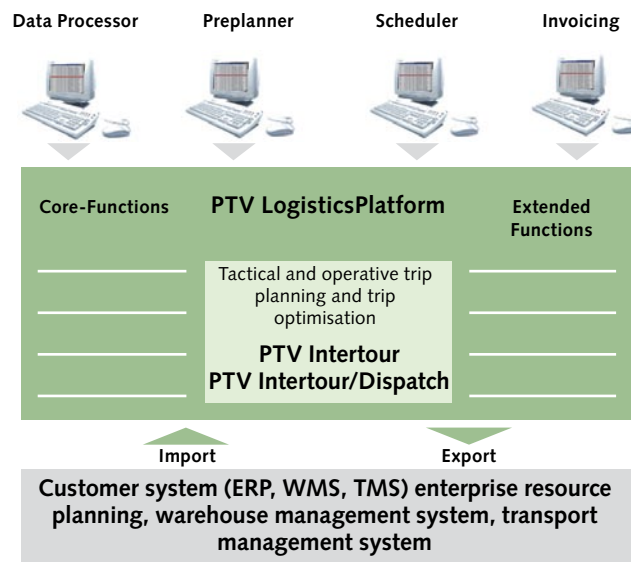 Data Processor
Preplanner
Scheduler
Invoicing
Core-Functions
PTV LogisticsPlatform
Extended
Functions
Tactical and operative trip
planning and trip
optimisation
PTV Intertour
PTV Intertour/Dispatch
Import
Export
Customer system (ERP, WMS, TMS) enterprise resource
planning, warehouse management system, transport
management system